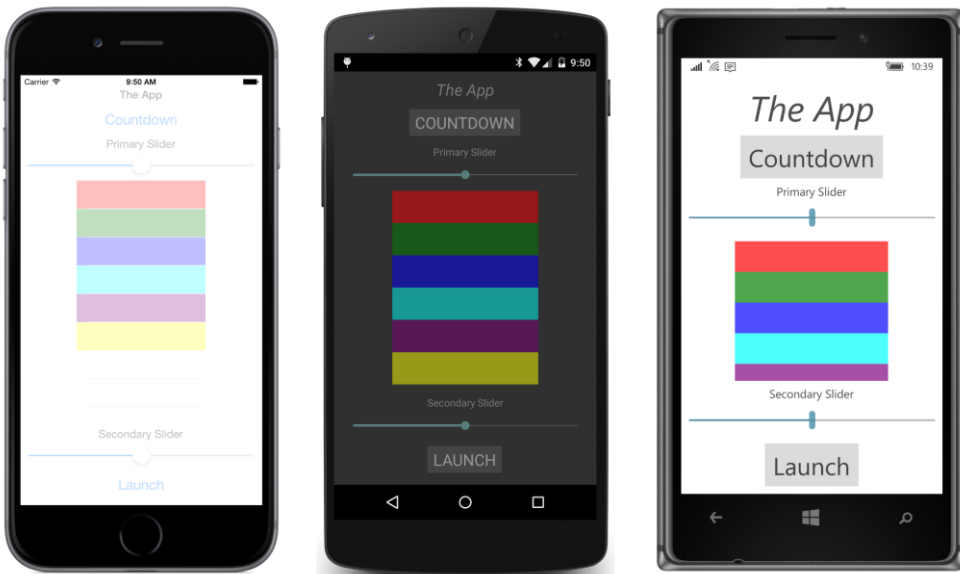 Carrier 9:50 AM
The App
Countdown
Primary Slider
Secondary Slider
Launch
9:50
The App
COUNTDOWN
Primary Slider
Secondary Slider
LAUNCH
10:39
The App
Countdown
Primary Slider
Secondary Slider
Launch